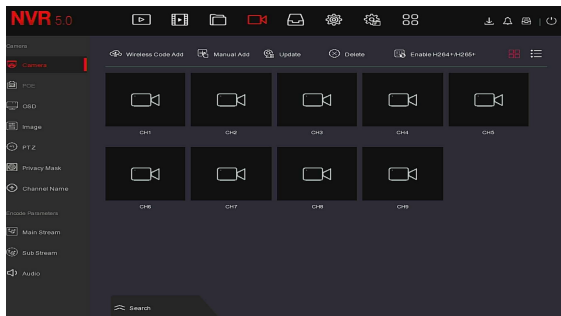 NVR 5.0
Camera
Wireless Code Add Manual Add Update Delete Enable H264+/H265+
Camera
POE
OSD
Image
PTZ
Privacy Mask
Channel Name
Encode Parameters
Main Stream
Sub Stream
Audio
CH1 CH2 CH3 CH4 CH5
CH6 CH7 CH8 CH9
Search